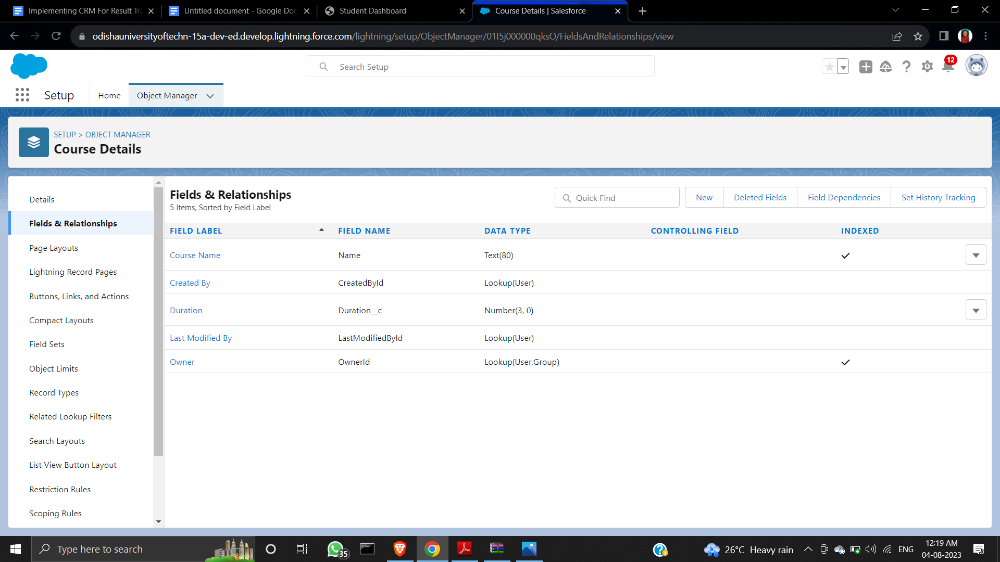 Implementing CRM For Result Tra
Untitled document - Google Doc
Student Dashboard
Course Details | Salesforce
odishauniversityoftechn-15a-dev-ed.develop.lightning.force.com/lightning/setup/ObjectManager/01I5j000000qksO/FieldsAndRelationships/view
Search Setup
12
Setup
Home
Object Manager
SETUP > OBJECT MANAGER
Course Details
Details
Fields & Relationships
Page Layouts
Lightning Record Pages
Buttons, Links, and Actions
Compact Layouts
Field Sets
Object Limits
Record Types
Related Lookup Filters
Search Layouts
List View Button Layout
Restriction Rules
Scoping Rules
Fields & Relationships
5 Items, Sorted by Field Label
Quick Find
New
Deleted Fields
Field Dependencies
Set History Tracking
FIELD LABEL FIELD NAME DATA TYPE CONTROLLING FIELD INDEXED
Course Name Name Text(80)
Created By CreatedById Lookup(User)
Duration Duration__c Number(3, 0)
Last Modified By LastModifiedById Lookup(User)
Owner OwnerId Lookup(User,Group)
Type here to search
35
26°C Heavy rain
ENG
12:19 AM
04-08-2023